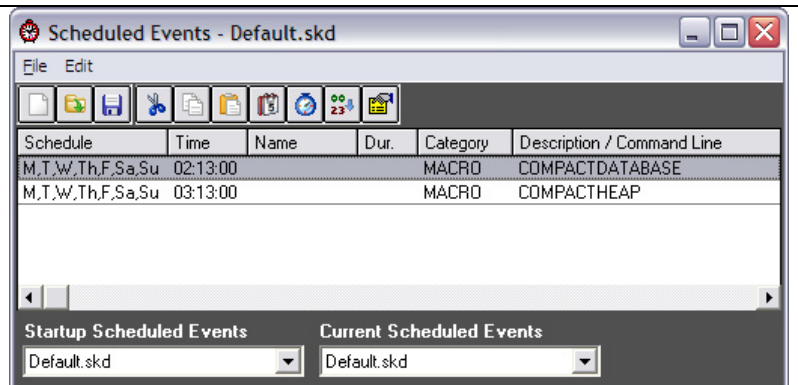 Scheduled Events - Default.skd
File Edit
Schedule Time Name Dur. Category Description / Command Line
M,T,W,Th,F,Sa,Su 02:13:00 MACRO COMPACTDATABASE
M,T,W,Th,F,Sa,Su 03:13:00 MACRO COMPACTHEAP
Startup Scheduled Events Current Scheduled Events
Default.skd Default.skd